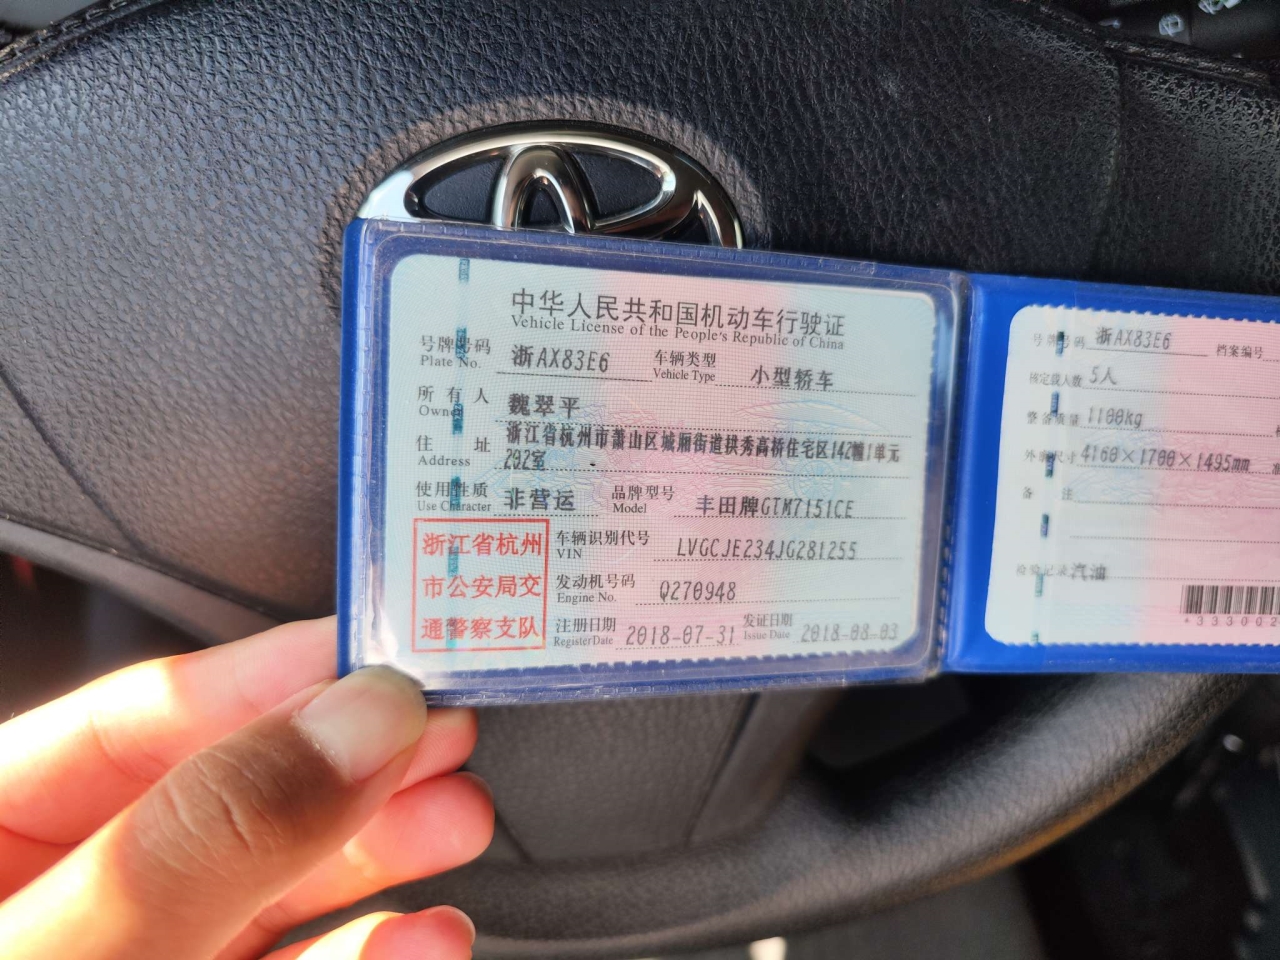 中华人民共和国机动车行驶证
Vehicle License of the People's Republic of China
号牌号码 浙AX83E6 车辆类型 小型轿车
Plate No. Vehicle Type
所有人 魏翠平
Owner
住址 浙江省杭州市萧山区城厢街道拱秀高桥住宅区142幢1单元
Address 202室
使用性质 非营运 品牌型号 丰田牌GTM7151CE
Use Character Model
浙江省杭州
市公安局交
通警察支队
车辆识别代号 LVGCJE234JG281255
VIN
发动机号码 Q270948
Engine No.
注册日期 2018-07-31 发证日期 2018-08-03
Register Date Issue Date
号牌号码 浙AX83E6 档案编号
核定载人数 5人
整备质量 1100kg
外廓尺寸 4160×1700×1495mm
备注
检验记录 汽油